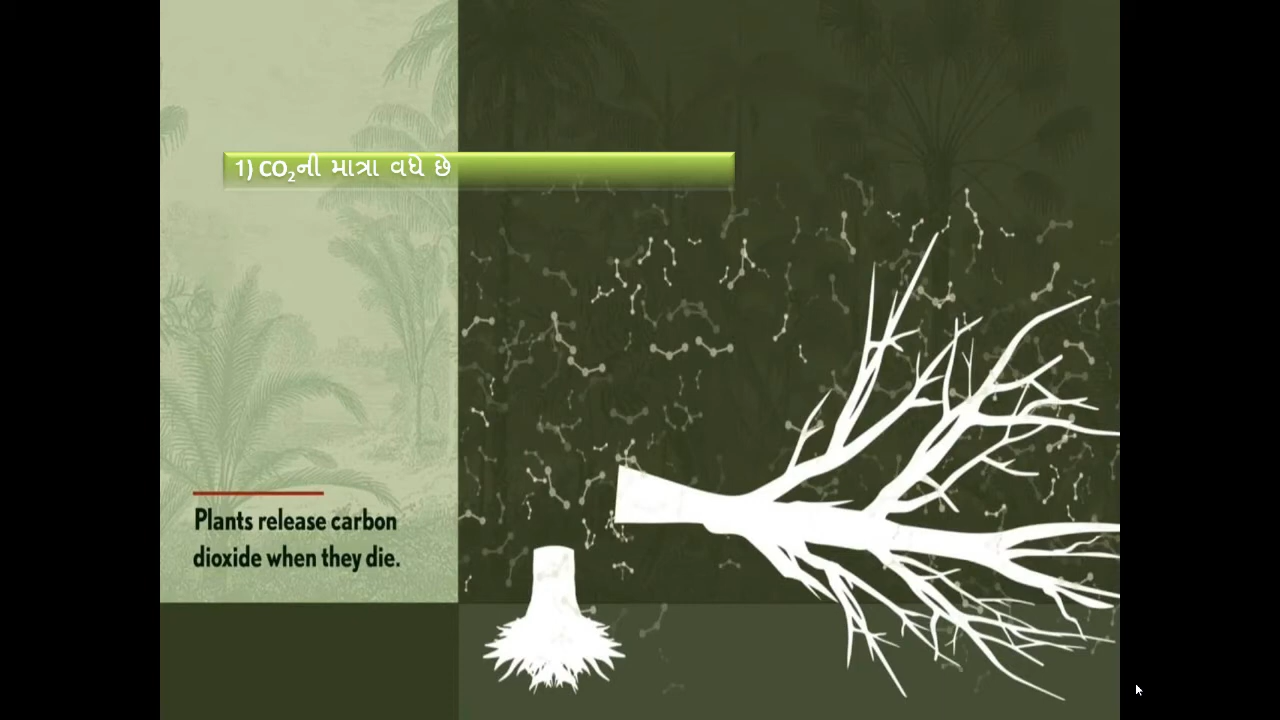 1) CO₂ની માત્રા વધે છે
Plants release carbon
dioxide when they die.